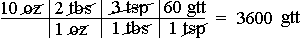 10 oz | 2 tbs | 3 tsp | 60 gtt = 3600 gtt
1 oz | 1 tbs | 1 tsp